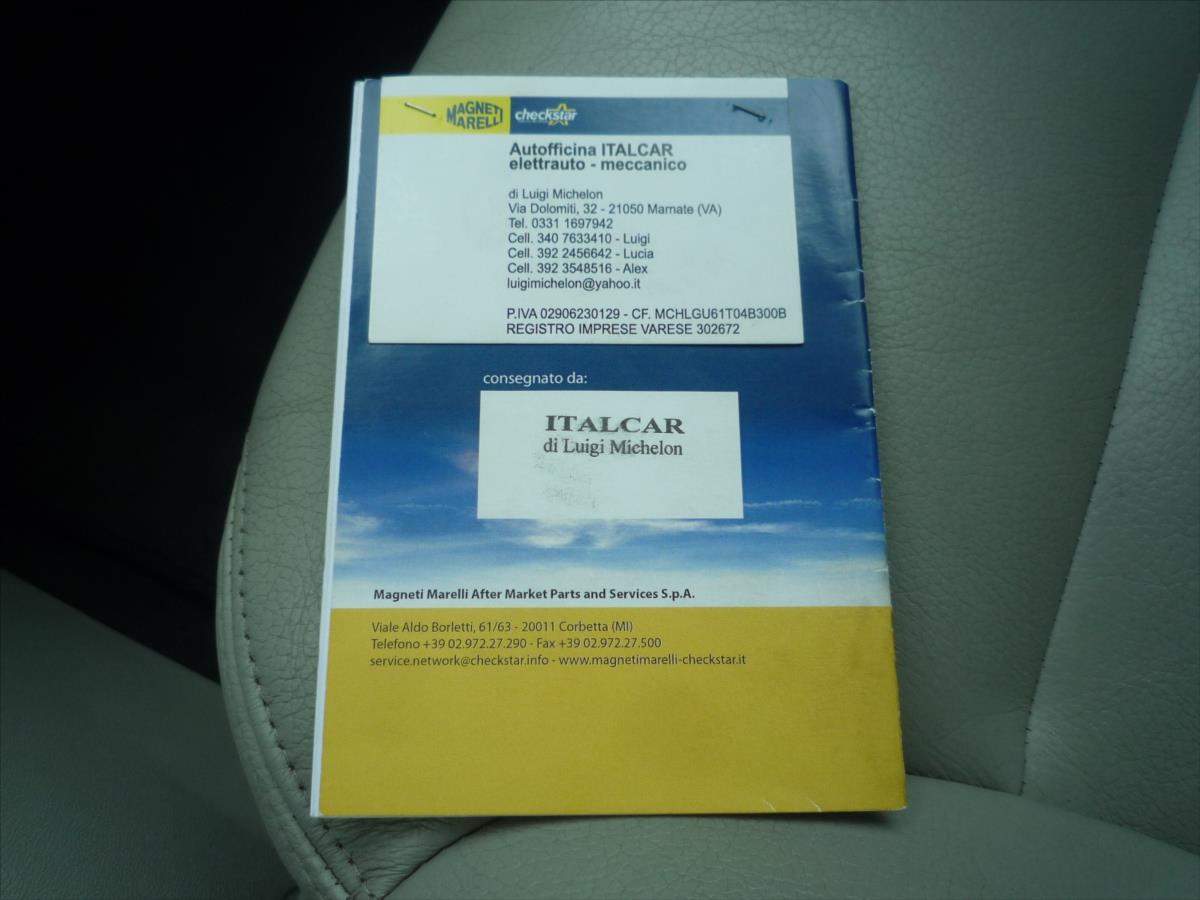 MAGNETI
MARELLI
checkstar
Autofficina ITALCAR
elettrauto - meccanico
di Luigi Michelon
Via Dolomiti, 32 - 21050 Marnate (VA)
Tel. 0331 1697942
Cell. 340 7633410 - Luigi
Cell. 392 2456642 - Lucia
Cell. 392 3548516 - Alex
luigimichelon@yahoo.it
P.IVA 02906230129 - CF. MCHLGU61T04B300B
REGISTRO IMPRESE VARESE 302672
consegnato da:
ITALCAR
di Luigi Michelon
Magneti Marelli After Market Parts and Services S.p.A.
Viale Aldo Borletti, 61/63 - 20011 Corbetta (MI)
Telefono +39 02.972.27.290 - Fax +39 02.972.27.500
service.network@checkstar.info - www.magnetimarelli-checkstar.it